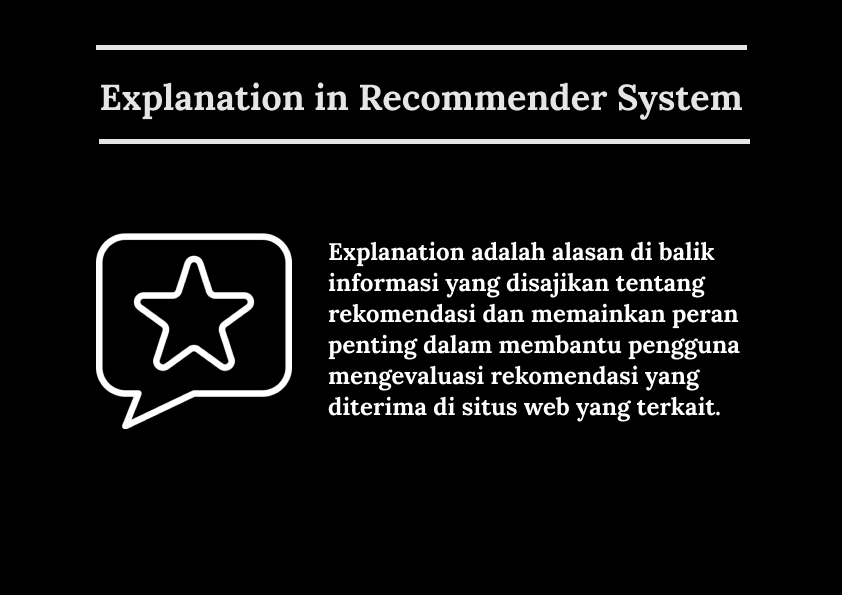 Explanation in Recommender System
Explanation adalah alasan di balik
informasi yang disajikan tentang
rekomendasi dan memainkan peran
penting dalam membantu pengguna
mengevaluasi rekomendasi yang
diterima di situs web yang terkait.